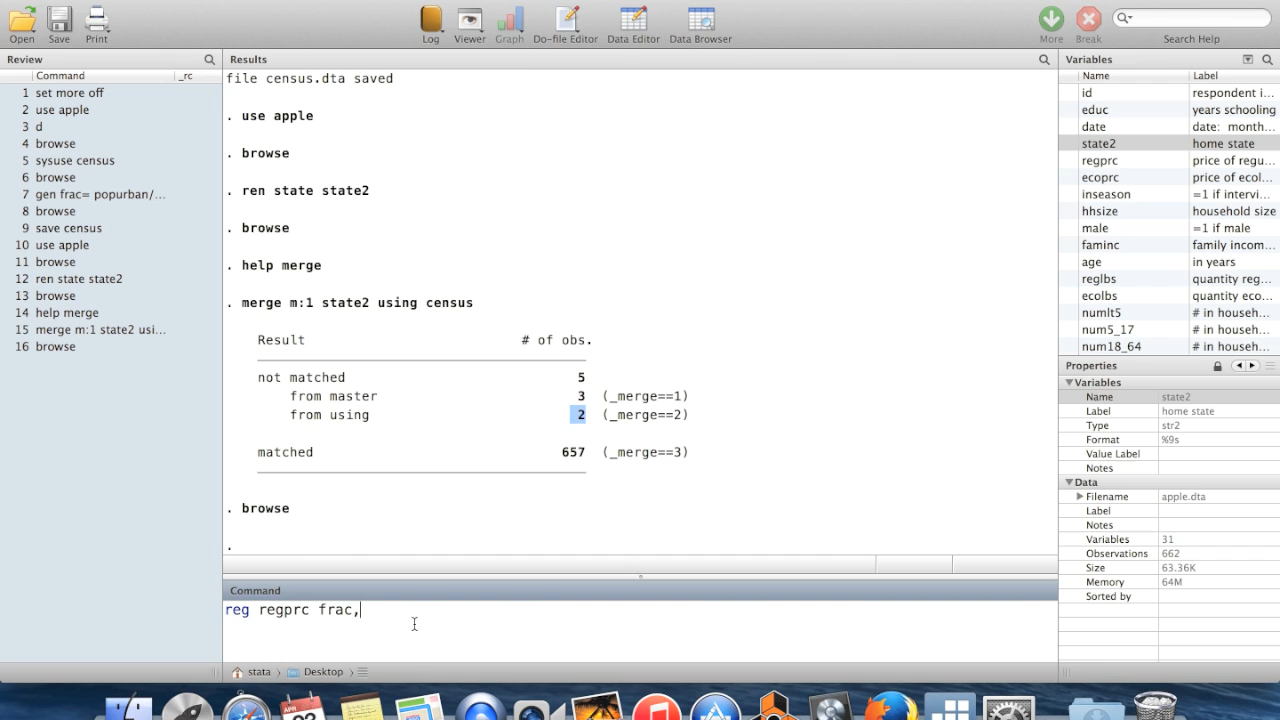 Open
Save
Print
Log
Viewer
Graph
Do-file Editor
Data Editor
Data Browser
More
Break
Search Help
Review
Command _rc
1 set more off
2 use apple
3 d
4 browse
5 sysuse census
6 browse
7 gen frac= popurban/...
8 browse
9 save census
10 use apple
11 browse
12 ren state state2
13 browse
14 help merge
15 merge m:1 state2 usi...
16 browse
Results
file census.dta saved
. use apple
. browse
. ren state state2
. browse
. help merge
. merge m:1 state2 using census
Result # of obs.
not matched 5
from master 3 (_merge==1)
from using 2 (_merge==2)
matched 657 (_merge==3)
. browse
.
Command
reg regprc frac,
stata
Desktop
Variables
Name Label
id respondent i...
educ years schooling
date date: month...
state2 home state
regprc price of regu...
ecoprc price of ecol...
inseason =1 if intervi...
hhsize household size
male =1 if male
faminc family incom...
age in years
reglbs quantity reg...
ecolbs quantity eco...
numlt5 # in househ...
num5_17 # in househ...
num18_64 # in househ...
Properties
Variables
Name state2
Label home state
Type str2
Format %9s
Value Label
Notes
Data
Filename apple.dta
Label
Notes
Variables 31
Observations 662
Size 63.36K
Memory 64M
Sorted by